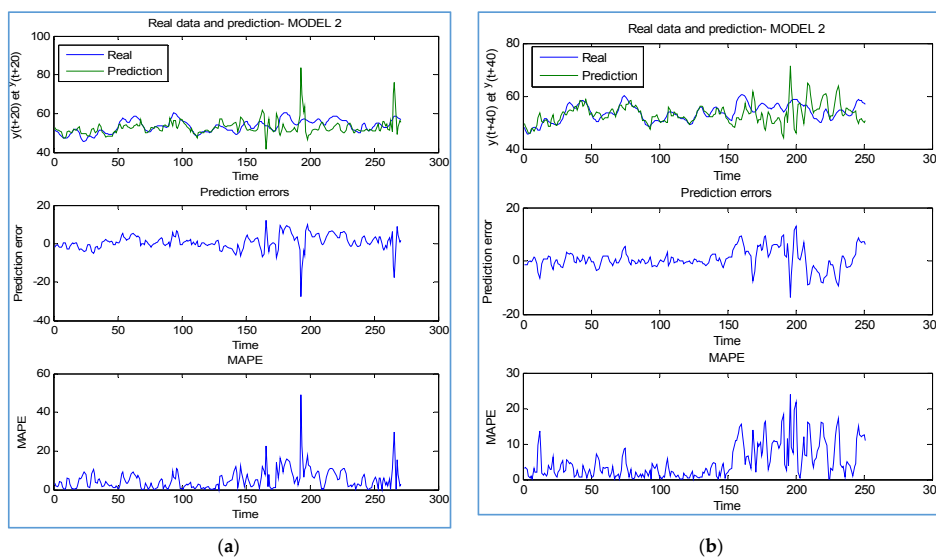 Real data and prediction- MODEL 2
100
80
60
40
y(t+20) et ŷ(t+20)
Real
Prediction
0 50 100 150 200 250 300
Time
Prediction errors
20
0
-20
-40
Prediction error
0 50 100 150 200 250 300
Time
MAPE
60
40
20
0
MAPE
0 50 100 150 200 250 300
Time
(a)
Real data and prediction- MODEL 2
80
60
40
y(t+40) et ŷ(t+40)
Real
Prediction
0 50 100 150 200 250 30
Time
Prediction errors
20
0
-20
Prediction error
0 50 100 150 200 250 30
Time
MAPE
30
20
10
0
MAPE
0 50 100 150 200 250 30
Time
(b)